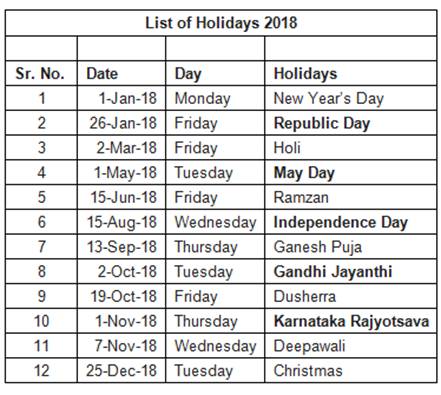 List of Holidays 2018
Sr. No. Date Day Holidays
1 1-Jan-18 Monday New Year's Day
2 26-Jan-18 Friday Republic Day
3 2-Mar-18 Friday Holi
4 1-May-18 Tuesday May Day
5 15-Jun-18 Friday Ramzan
6 15-Aug-18 Wednesday Independence Day
7 13-Sep-18 Thursday Ganesh Puja
8 2-Oct-18 Tuesday Gandhi Jayanthi
9 19-Oct-18 Friday Dusherra
10 1-Nov-18 Thursday Karnataka Rajyotsava
11 7-Nov-18 Wednesday Deepawali
12 25-Dec-18 Tuesday Christmas